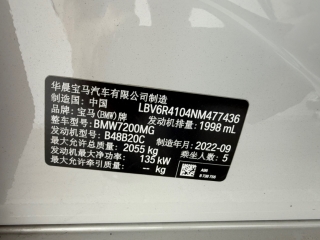 华晨宝马汽车有限公司制造
制造国：中国 LBV6R4104NM477436
品牌：宝马(BMW)牌 发动机排量：1998 mL
整车型号：BMW7200MG
发动机型号：B48B20C 制造年月：2022-09
最大允许总质量：2055 kg 乘坐人数：5
发动机最大净功率：135 kW
最大允许牵引质量：-- kg